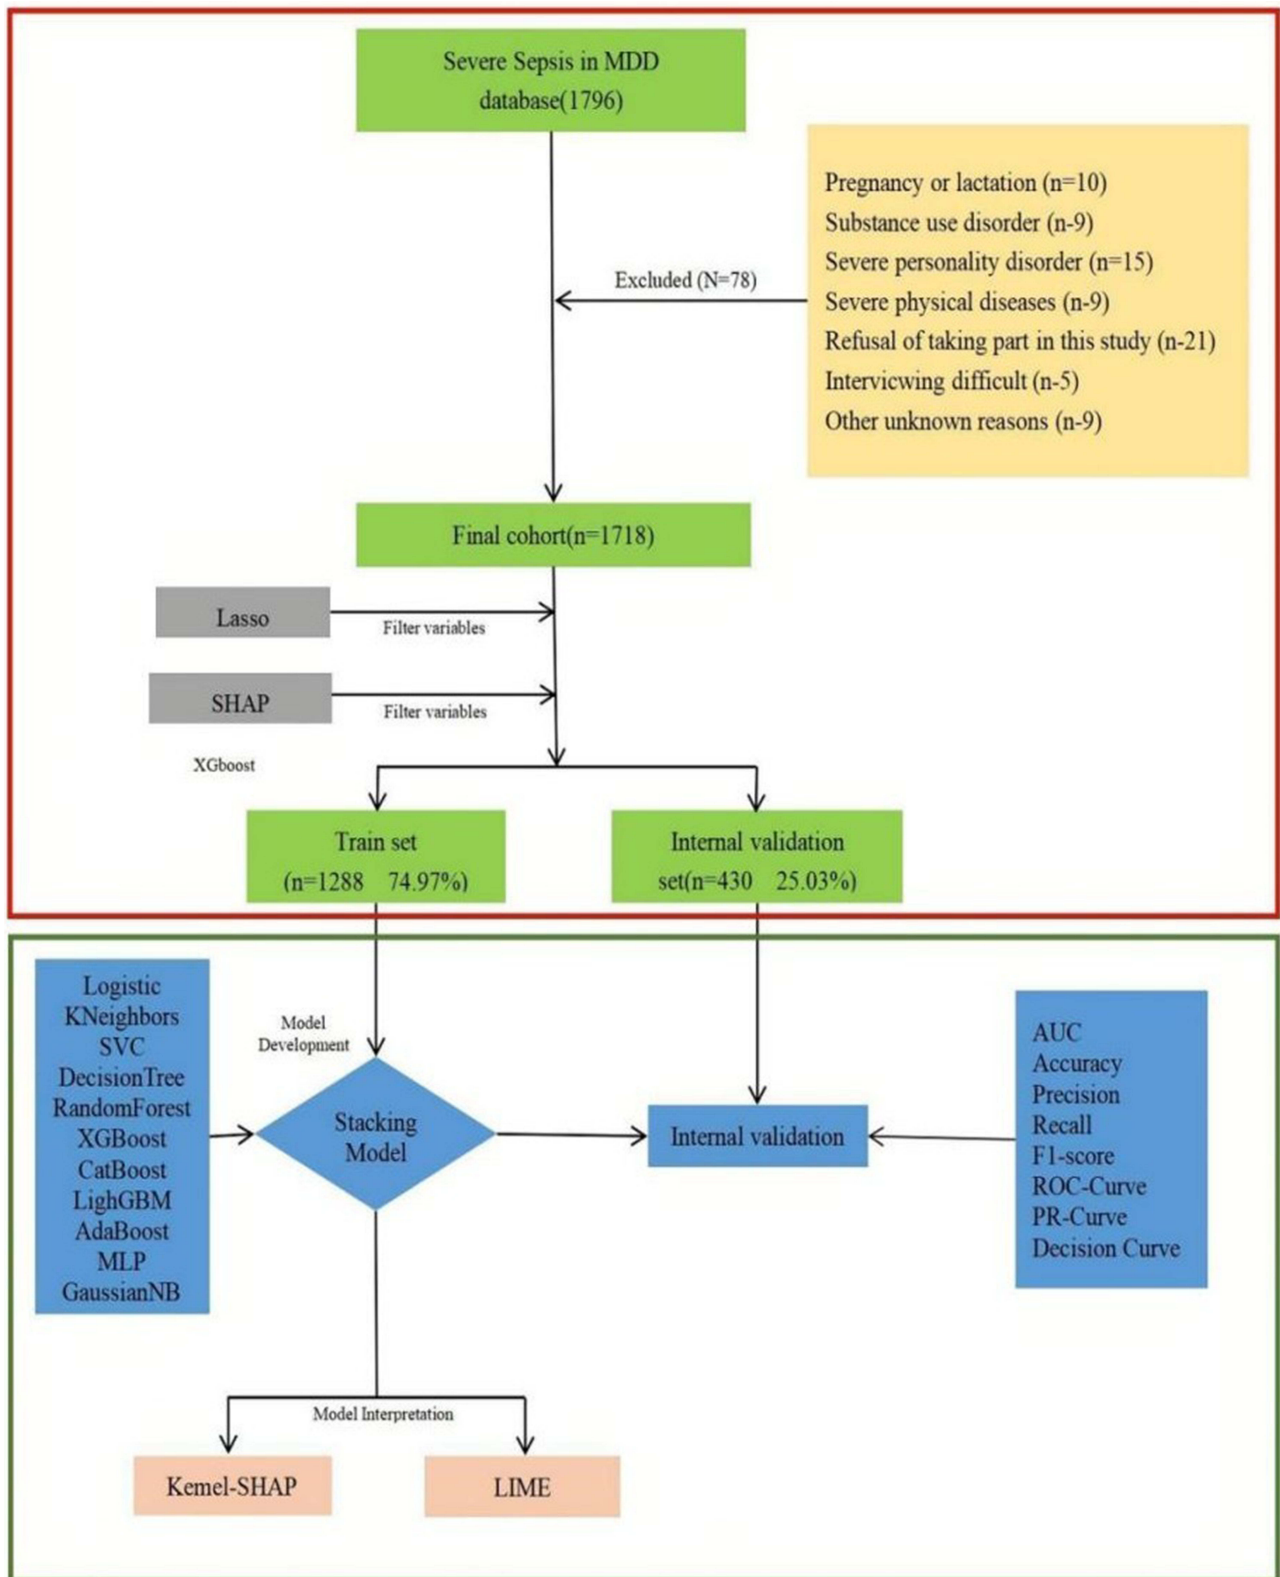 Severe Sepsis in MDD
database(1796)
Pregnancy or lactation (n=10)
Substance use disorder (n-9)
Severe personality disorder (n=15)
Severe physical diseases (n-9)
Refusal of taking part in this study (n-21)
Intervicwing difficult (n-5)
Other unknown reasons (n-9)
Excluded (N=78)
Final cohort(n=1718)
Lasso
Filter variables
SHAP
Filter variables
XGboost
Train set
(n=1288 74.97%)
Internal validation
set(n=430 25.03%)
Logistic
KNeighbors
SVC
DecisionTree
RandomForest
XGBoost
CatBoost
LighGBM
AdaBoost
MLP
GaussianNB
Model
Development
Stacking
Model
Internal validation
AUC
Accuracy
Precision
Recall
F1-score
ROC-Curve
PR-Curve
Decision Curve
Model Interpretation
Kemel-SHAP
LIME